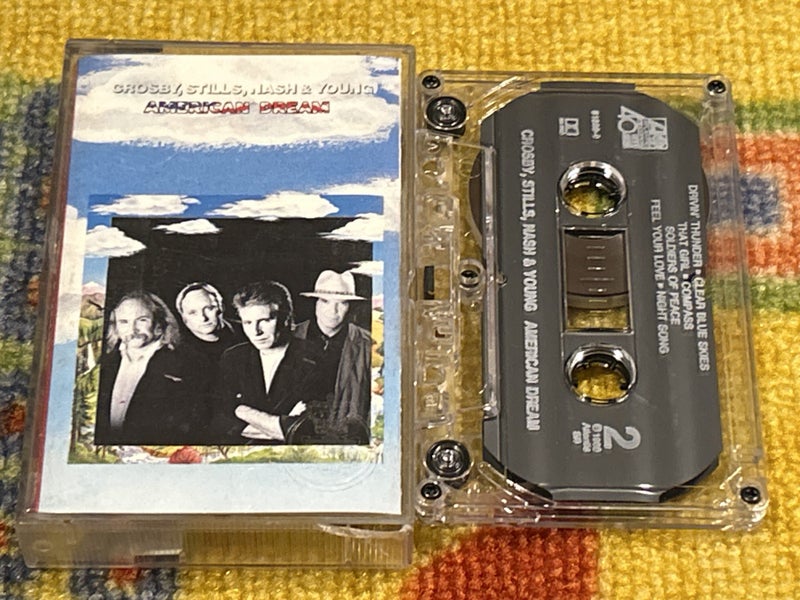 CROSBY, STILLS, NASH & YOUNG
AMERICAN DREAM
CROSBY, STILLS, NASH & YOUNG AMERICAN DREAM
DRIVIN' THUNDER • CLEAR BLUE SKIES
THAT GIRL • COMPASS
SOLDIERS OF PEACE
FEEL YOUR LOVE • NIGHT SONG
2